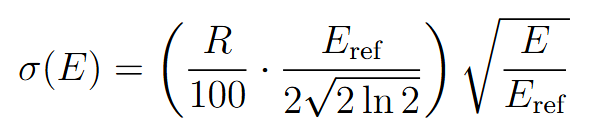 σ(E) = (R/100 · E_ref/(2√(2 ln 2))) √(E/E_ref)